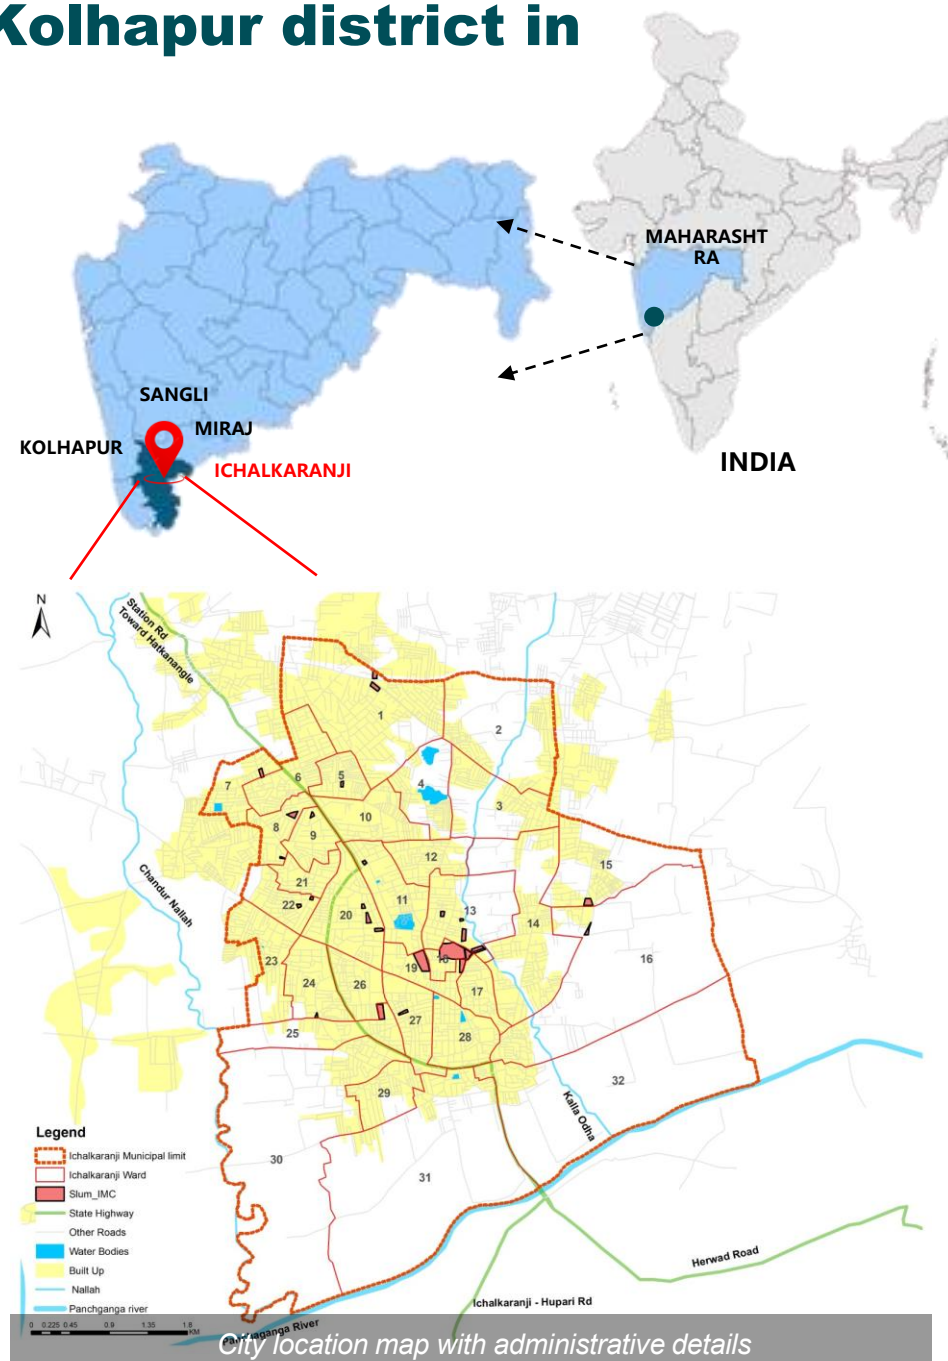 Kolhapur district in
MAHARASHT
RA
SANGLI
MIRAJ
KOLHAPUR
ICHALKARANJI
INDIA
N
Station Rd
Toward Hatkanangle
1
2
3
4
5
6
7
8
9
10
11
12
13
14
15
16
17
18
19
20
21
22
23
24
25
26
27
28
29
30
31
32
Chandur Nallah
Kalla Odha
Herwad Road
Ichalkaranji - Hupari Rd
Panchaganga River
Legend
Ichalkaranji Municipal limit
Ichalkaranji Ward
Slum_IMC
State Highway
Other Roads
Water Bodies
Built Up
Nallah
Panchganga river
0 0.225 0.45 0.9 1.35 1.8
KM
City location map with administrative details